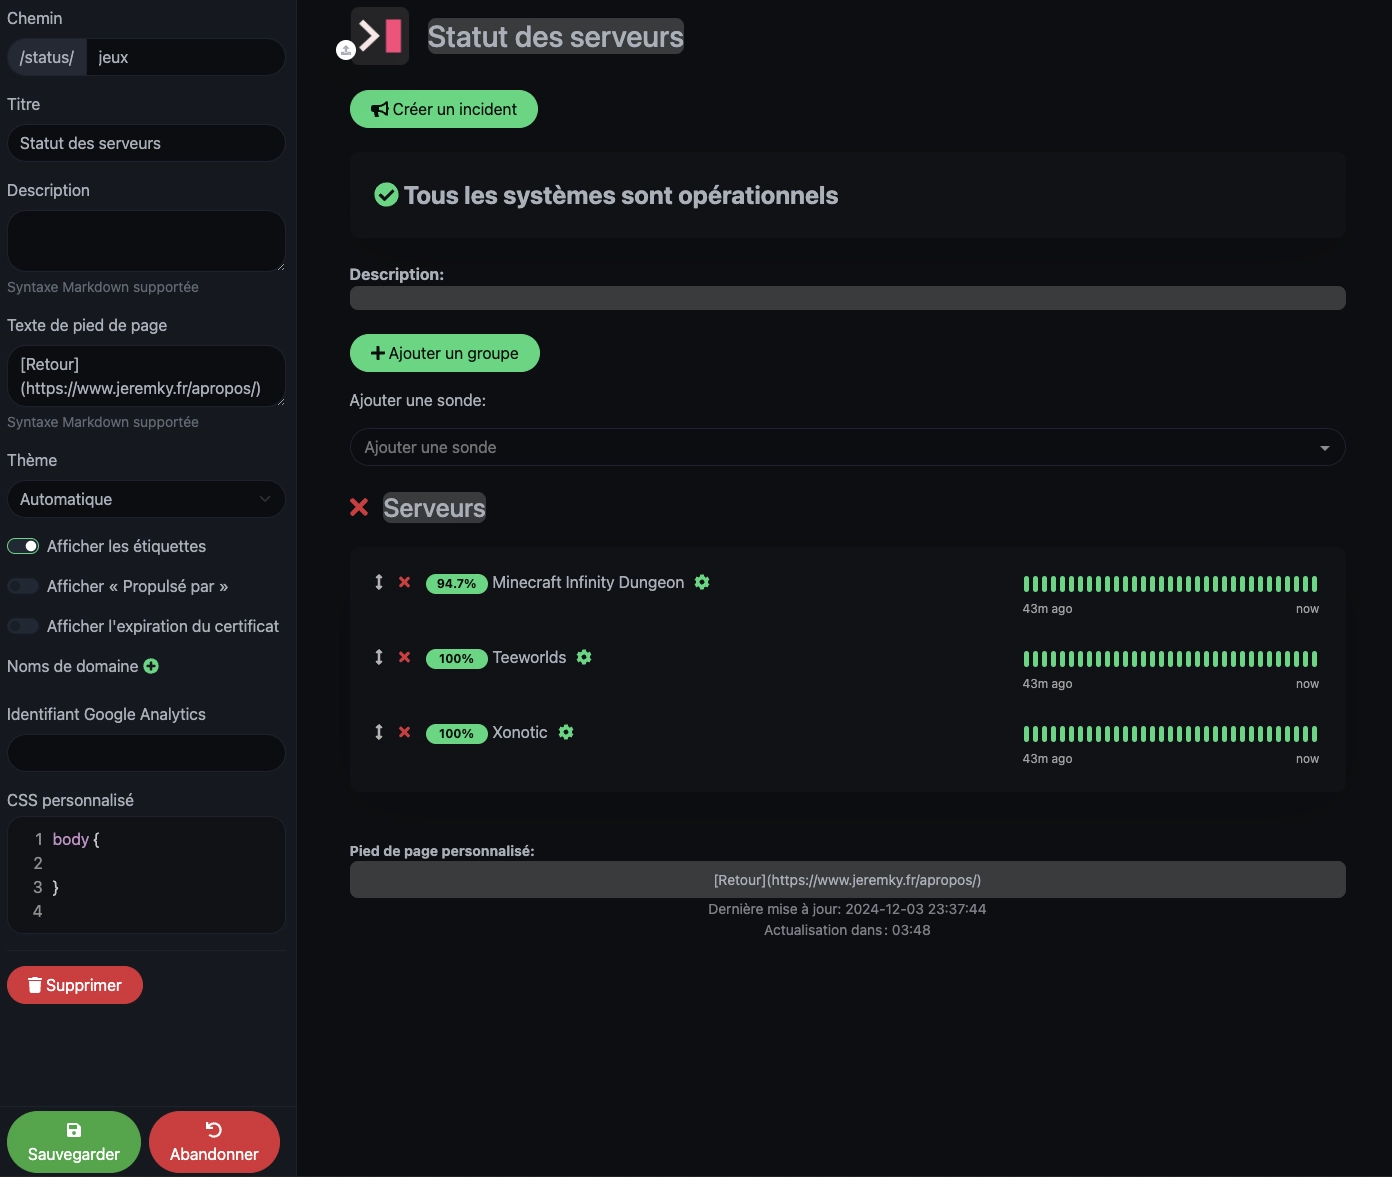 Chemin
/status/ jeux
Titre
Statut des serveurs
Description
Syntaxe Markdown supportée
Texte de pied de page
[Retour]
(https://www.jeremky.fr/apropos/)
Syntaxe Markdown supportée
Thème
Automatique
Afficher les étiquettes
Afficher « Propulsé par »
Afficher l'expiration du certificat
Noms de domaine
Identifiant Google Analytics
CSS personnalisé
1 body {
2
3 }
4
Supprimer
Sauvegarder
Abandonner
Statut des serveurs
Créer un incident
Tous les systèmes sont opérationnels
Description:
Ajouter un groupe
Ajouter une sonde:
Ajouter une sonde
Serveurs
94.7% Minecraft Infinity Dungeon
43m ago now
100% Teeworlds
43m ago now
100% Xonotic
43m ago now
Pied de page personnalisé:
[Retour](https://www.jeremky.fr/apropos/)
Dernière mise à jour: 2024-12-03 23:37:44
Actualisation dans : 03:48